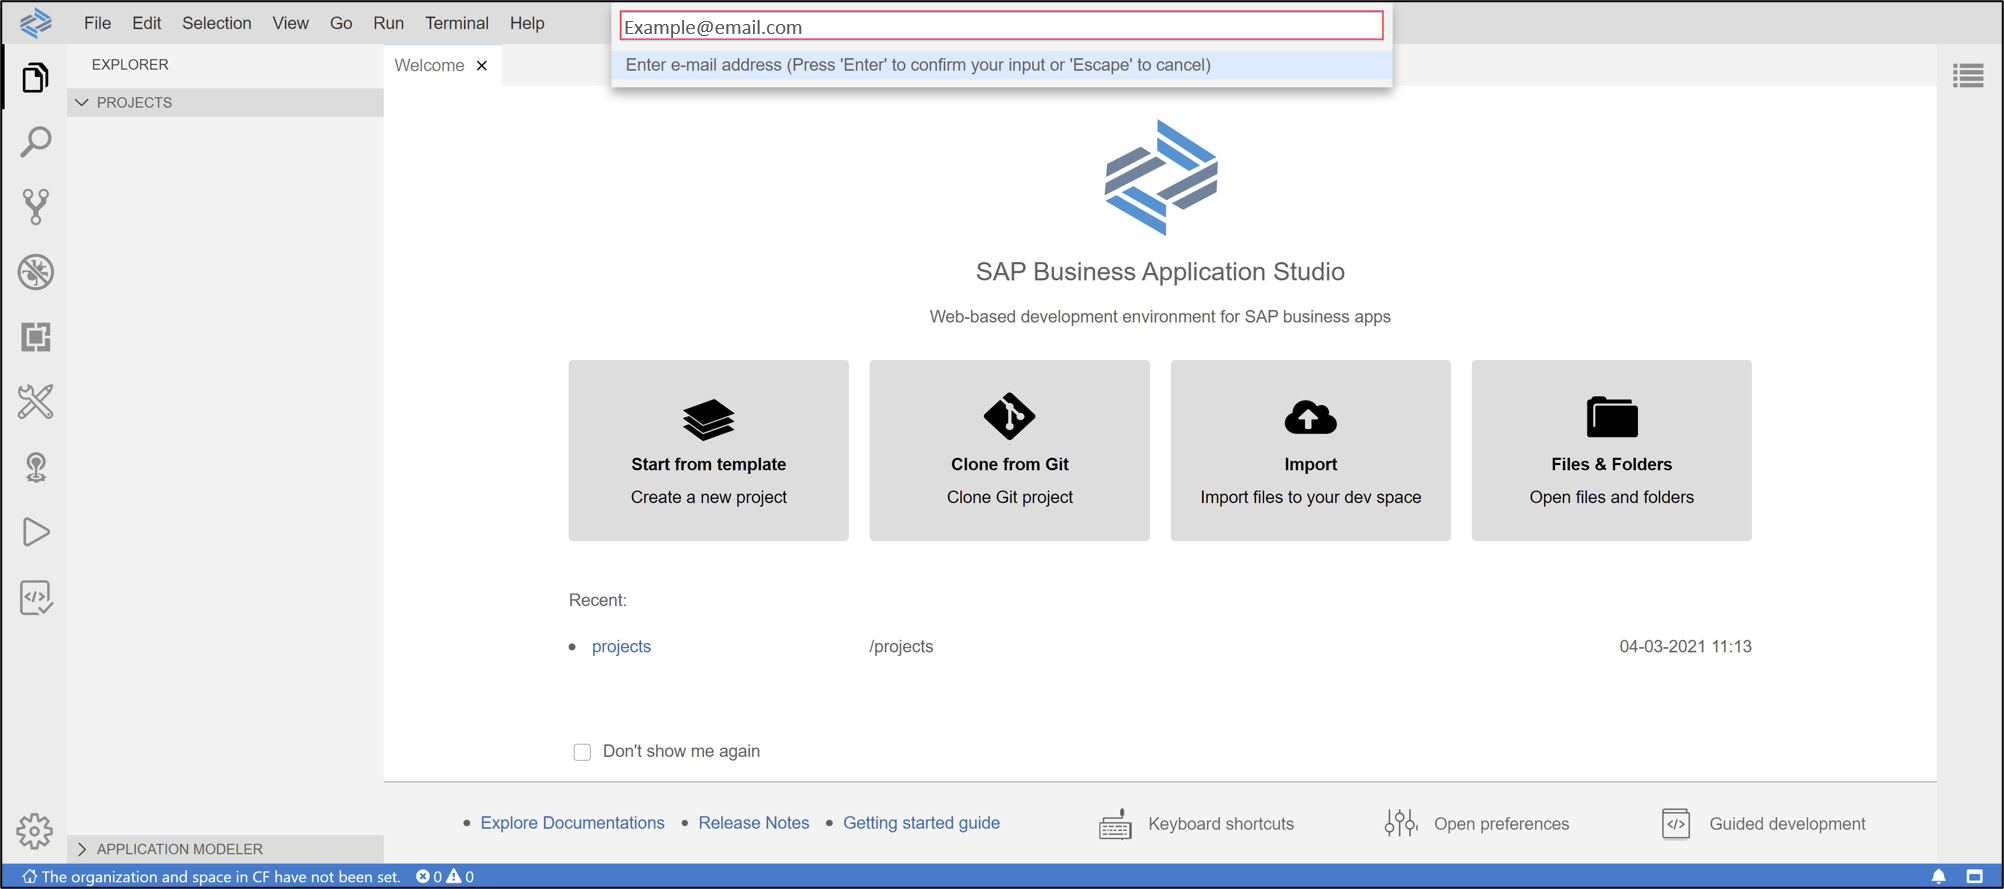 File Edit Selection View Go Run Terminal Help
Example@email.com
Enter e-mail address (Press 'Enter' to confirm your input or 'Escape' to cancel)
EXPLORER
PROJECTS
Welcome
SAP Business Application Studio
Web-based development environment for SAP business apps
Start from template
Create a new project
Clone from Git
Clone Git project
Import
Import files to your dev space
Files & Folders
Open files and folders
Recent:
projects /projects 04-03-2021 11:13
Don't show me again
Explore Documentations Release Notes Getting started guide Keyboard shortcuts Open preferences Guided development
APPLICATION MODELER
The organization and space in CF have not been set. 0 0